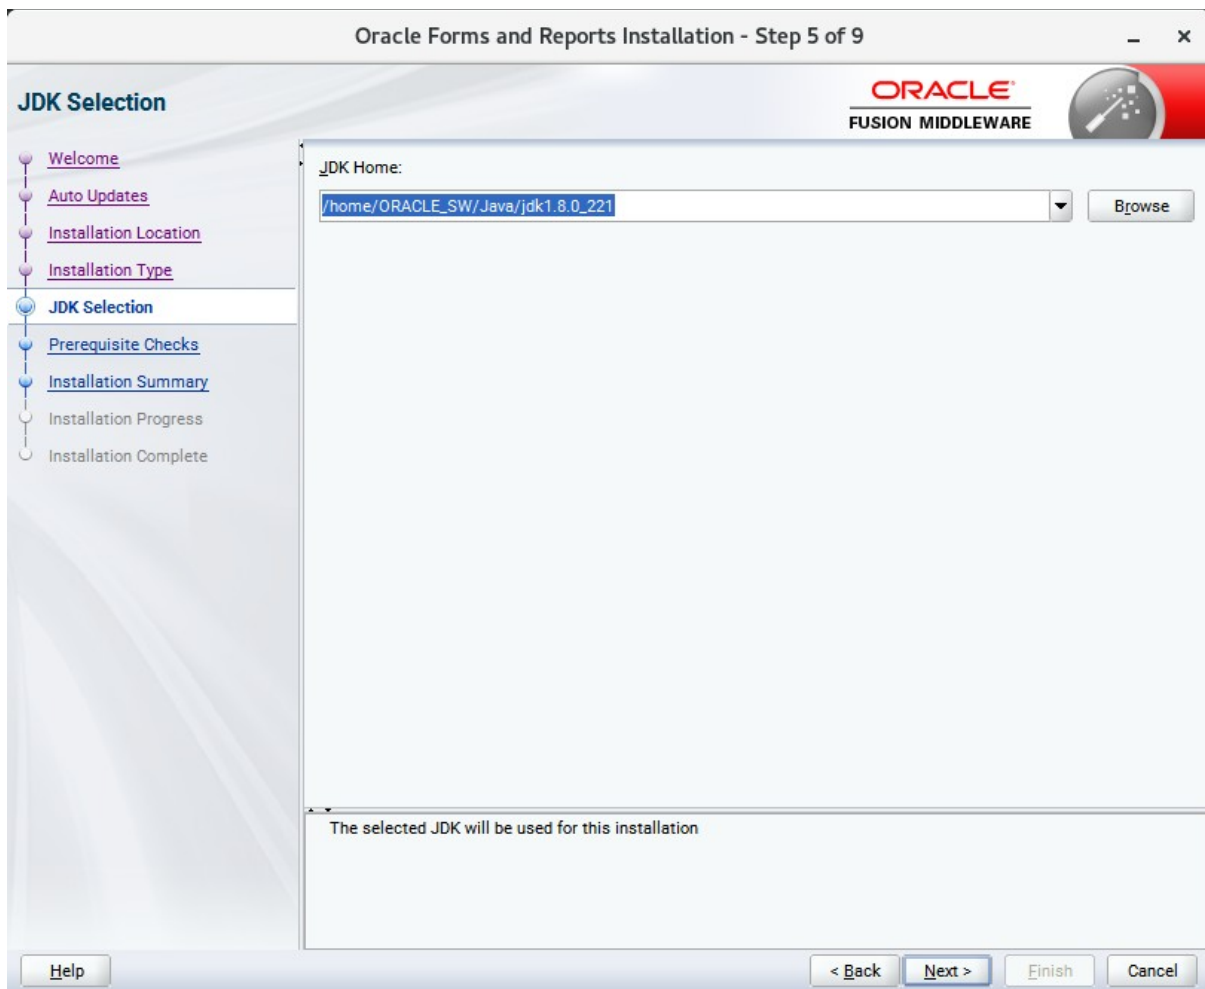 Oracle Forms and Reports Installation - Step 5 of 9
JDK Selection
ORACLE
FUSION MIDDLEWARE
Welcome
Auto Updates
Installation Location
Installation Type
JDK Selection
Prerequisite Checks
Installation Summary
Installation Progress
Installation Complete
JDK Home:
/home/ORACLE_SW/Java/jdk1.8.0_221
Browse
The selected JDK will be used for this installation
Help
< Back
Next >
Finish
Cancel